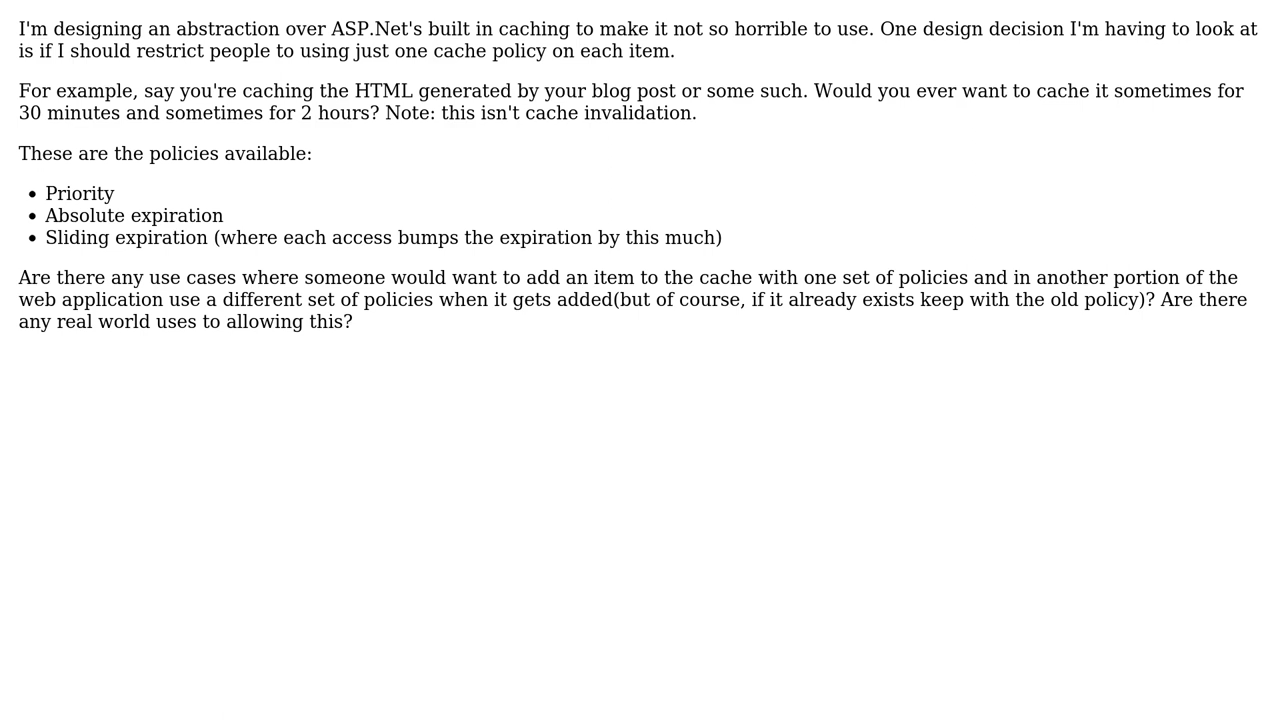 I'm designing an abstraction over ASP.Net's built in caching to make it not so horrible to use. One design decision I'm having to look at
is if I should restrict people to using just one cache policy on each item.
For example, say you're caching the HTML generated by your blog post or some such. Would you ever want to cache it sometimes for
30 minutes and sometimes for 2 hours? Note: this isn't cache invalidation.
These are the policies available:
• Priority
• Absolute expiration
• Sliding expiration (where each access bumps the expiration by this much)
Are there any use cases where someone would want to add an item to the cache with one set of policies and in another portion of the
web application use a different set of policies when it gets added(but of course, if it already exists keep with the old policy)? Are there
any real world uses to allowing this?